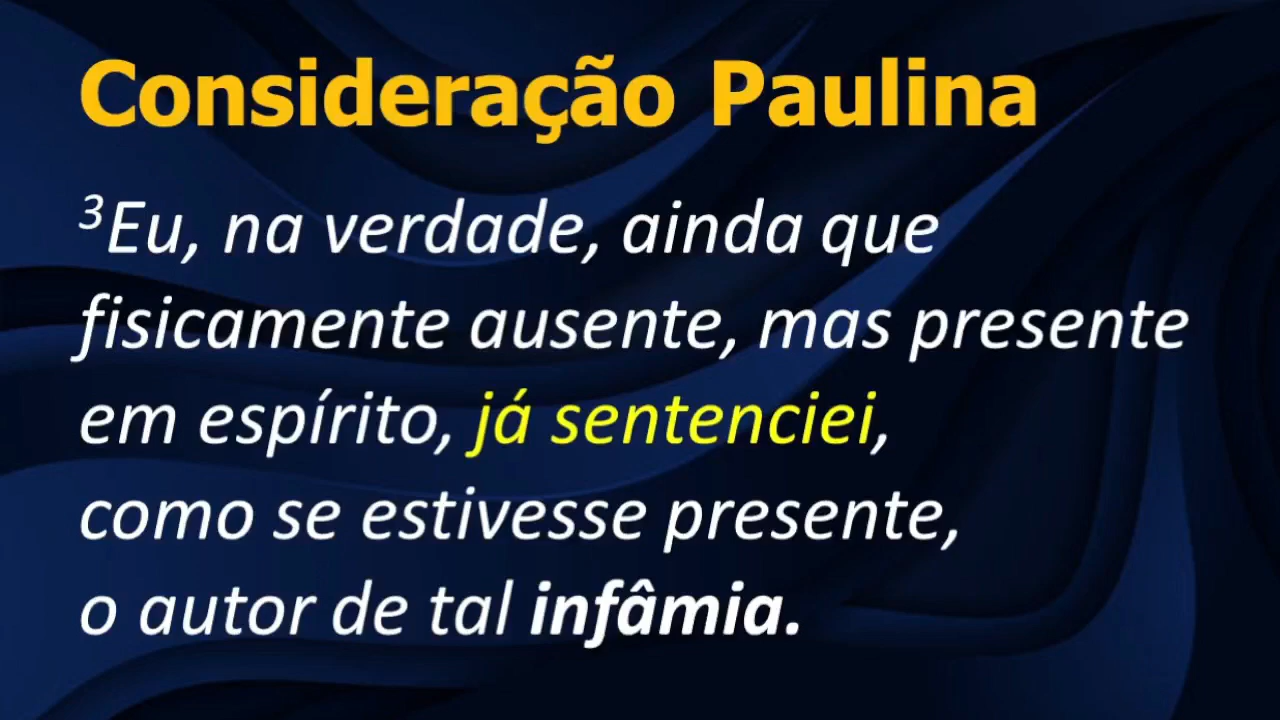 Consideração Paulina
³Eu, na verdade, ainda que
fisicamente ausente, mas presente
em espírito, já sentenciei,
como se estivesse presente,
o autor de tal infâmia.